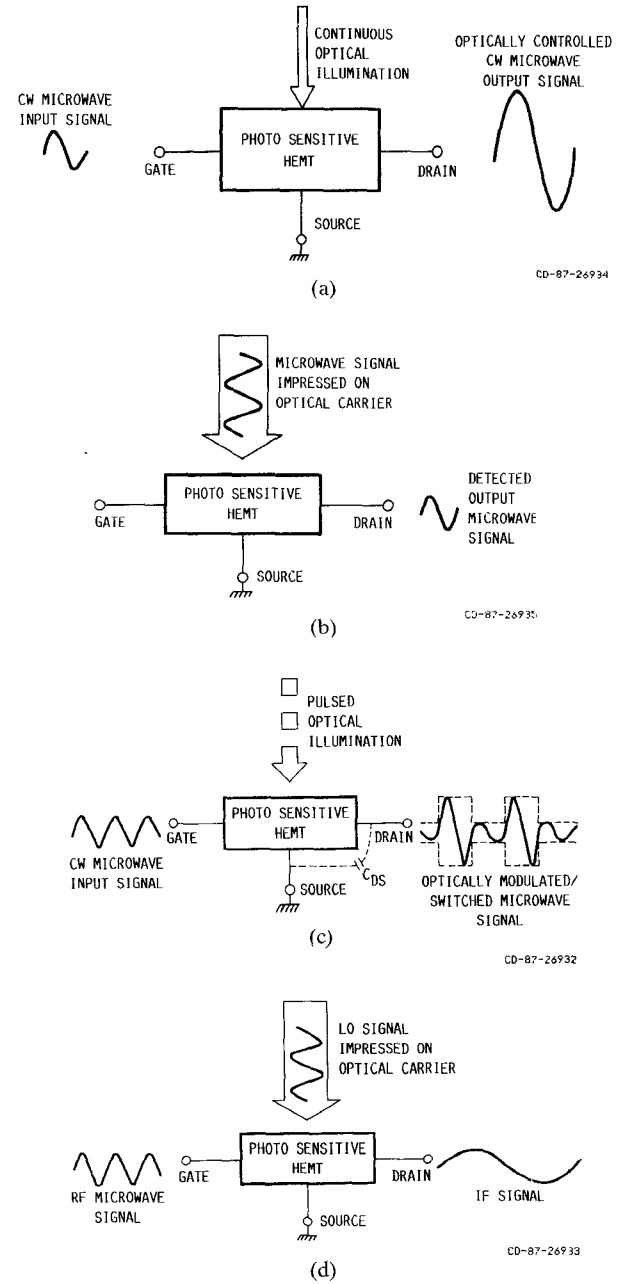 CONTINUOUS
OPTICAL
ILLUMINATION
OPTICALLY CONTROLLED
CW MICROWAVE
OUTPUT SIGNAL
CW MICROWAVE
INPUT SIGNAL
PHOTO SENSITIVE
HEMT
GATE
DRAIN
SOURCE
CD-87-26934
(a)
MICROWAVE SIGNAL
IMPRESSED ON
OPTICAL CARRIER
PHOTO SENSITIVE
HEMT
GATE
DRAIN
DETECTED
OUTPUT
MICROWAVE
SIGNAL
SOURCE
CD-87-26935
(b)
PULSED
OPTICAL
ILLUMINATION
PHOTO SENSITIVE
HEMT
GATE
DRAIN
CW MICROWAVE
INPUT SIGNAL
CDS
SOURCE
OPTICALLY MODULATED/
SWITCHED MICROWAVE
SIGNAL
(c)
CD-87-26932
LO SIGNAL
IMPRESSED ON
OPTICAL CARRIER
PHOTO SENSITIVE
HEMT
GATE
DRAIN
RF MICROWAVE
SIGNAL
IF SIGNAL
SOURCE
CD-87-26933
(d)